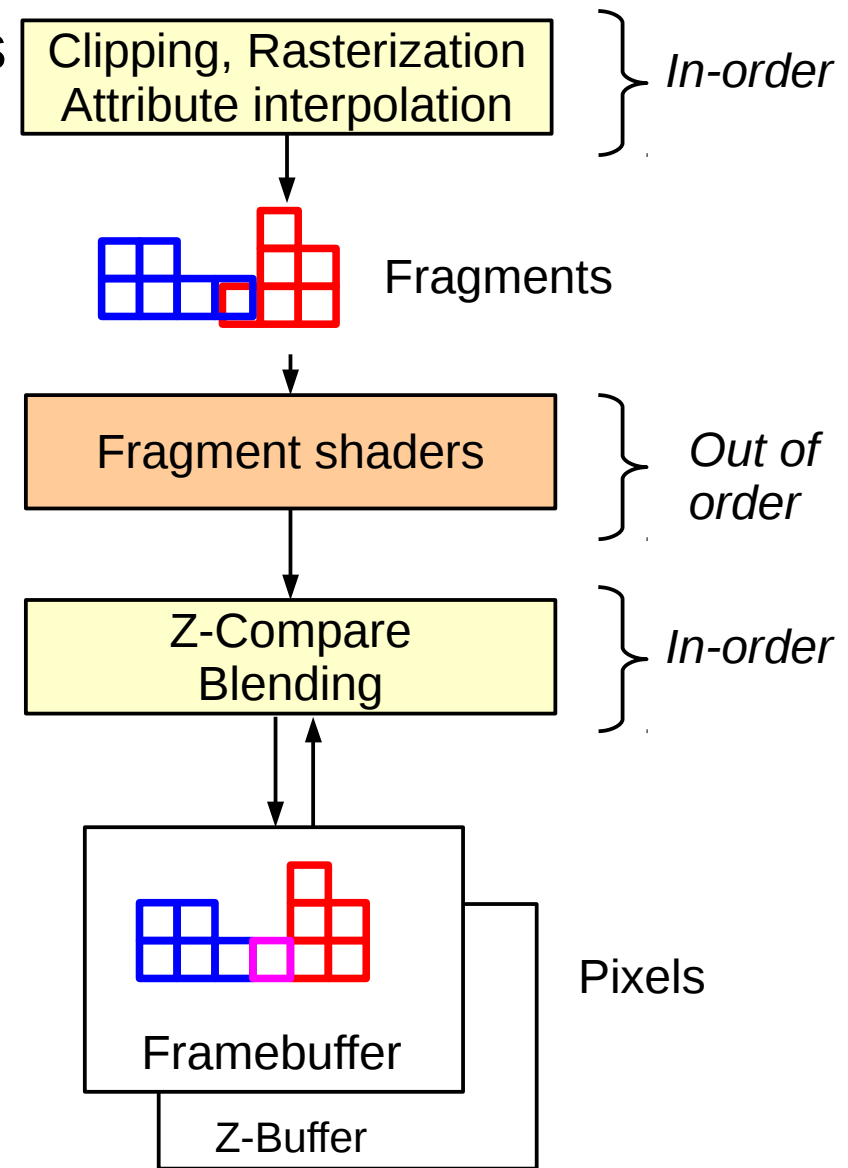 s
Clipping, Rasterization
Attribute interpolation
In-order
Fragments
Fragment shaders
Out of
order
Z-Compare
Blending
In-order
Pixels
Framebuffer
Z-Buffer